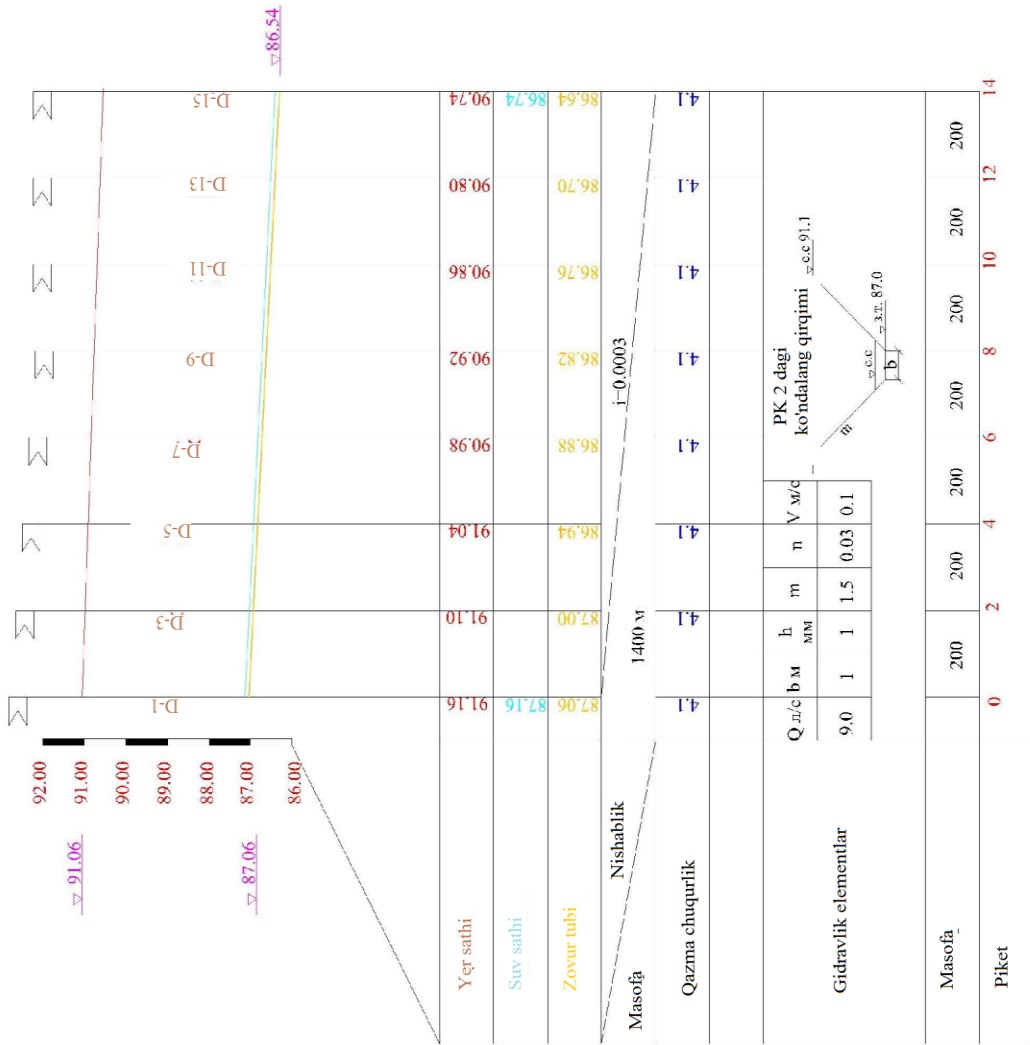 ▽ 86.54
D-1
D-3
D-5
D-7
D-9
D-11
D-13
D-15
92.00
91.00
90.00
89.00
88.00
87.00
86.00
▽ 91.06
▽ 87.06
Yer sathi 91.16 91.10 91.04 90.98 90.92 90.86 90.80 90.74
Suv sathi 87.16 86.74
Zovur tubi 87.06 87.00 86.94 86.88 86.82 86.76 86.70 86.64
Nishablik i=0.0003
Masofa 1400 м
Qazma chuqurlik 4.1 4.1 4.1 4.1 4.1 4.1 4.1 4.1
Gidravlik elementlar
Q л/с b м h мм m n V м/с
9.0 1 1 1.5 0.03 0.1
PK 2 dagi
ko'ndalang qirqimi
▽ c.c 91.1
▽ c.c
▽ з.т. 87.0
m
b
Masofa 200 200 200 200 200 200 200
Piket 0 2 4 6 8 10 12 14